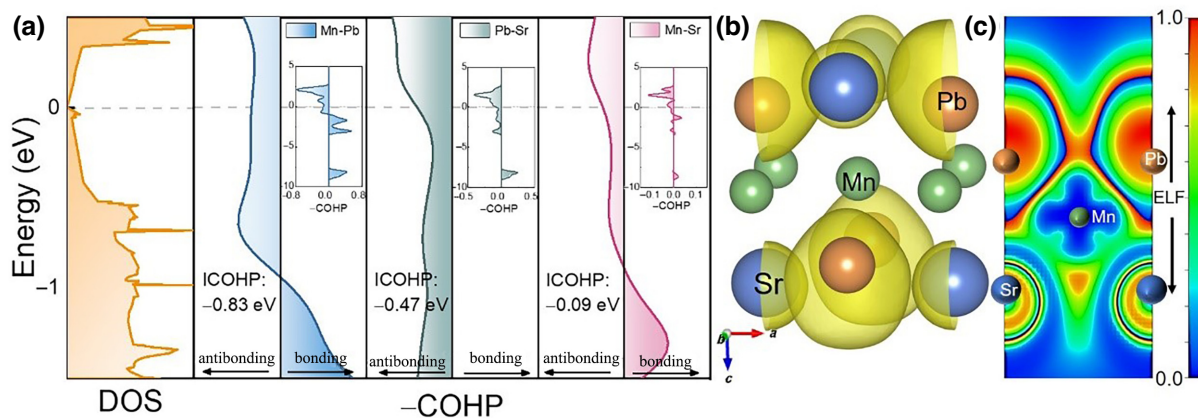 (a)
Energy (eV)
0
−1
DOS
Mn-Pb
5
0
−5
−10
0.0
0.8
−COHP
ICOHP:
−0.83 eV
antibonding
bonding
Pb-Sr
5
0
−5
−10
−0.5
0.0
0.5
−COHP
ICOHP:
−0.47 eV
antibonding
bonding
Mn-Sr
5
0
−5
−10
−0.1
0.0
0.1
−COHP
ICOHP:
−0.09 eV
antibonding
bonding
−COHP
(b)
Pb
Mn
Sr
b
a
c
(c)
Pb
Mn
Sr
ELF
1.0
0.0